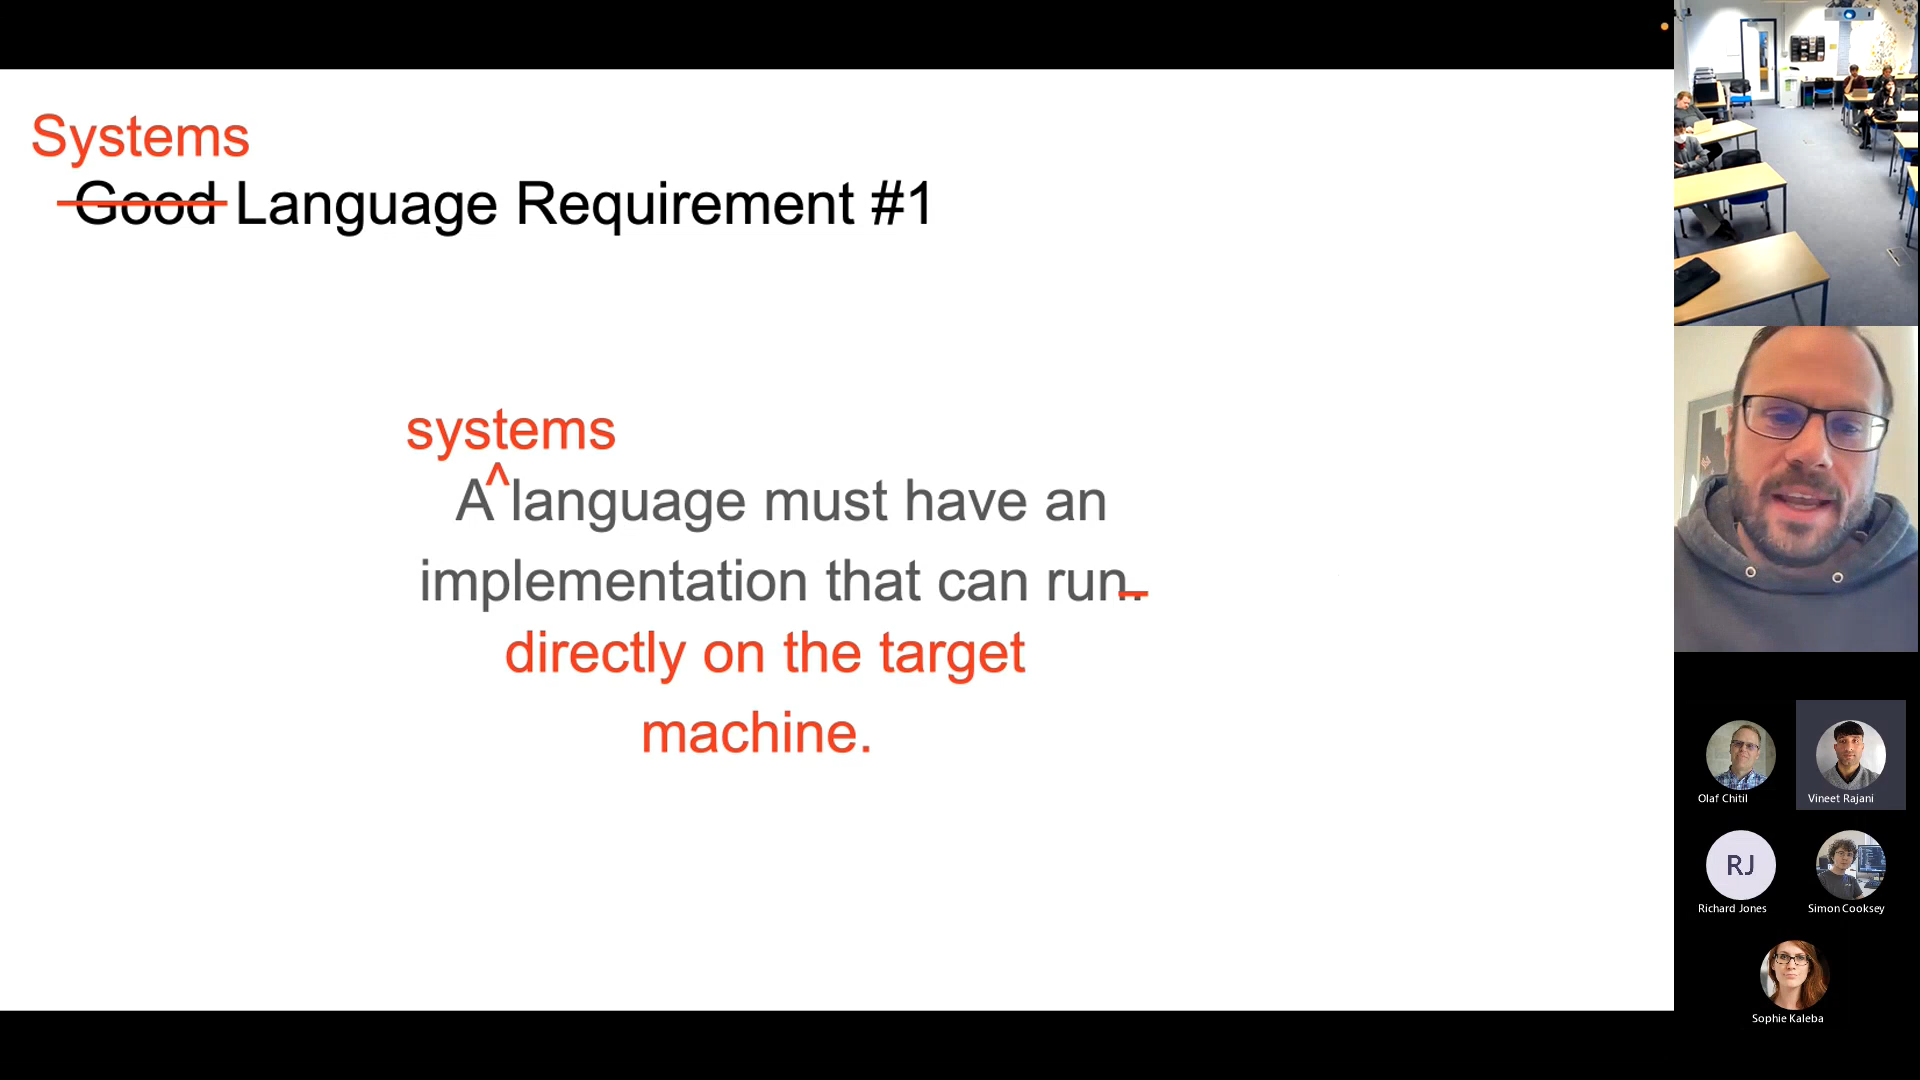 Systems
Good Language Requirement #1
systems
^
A language must have an
implementation that can run.
directly on the target
machine.
Olaf Chitil
Vineet Rajani
RJ
Richard Jones
Simon Cooksey
Sophie Kaleba